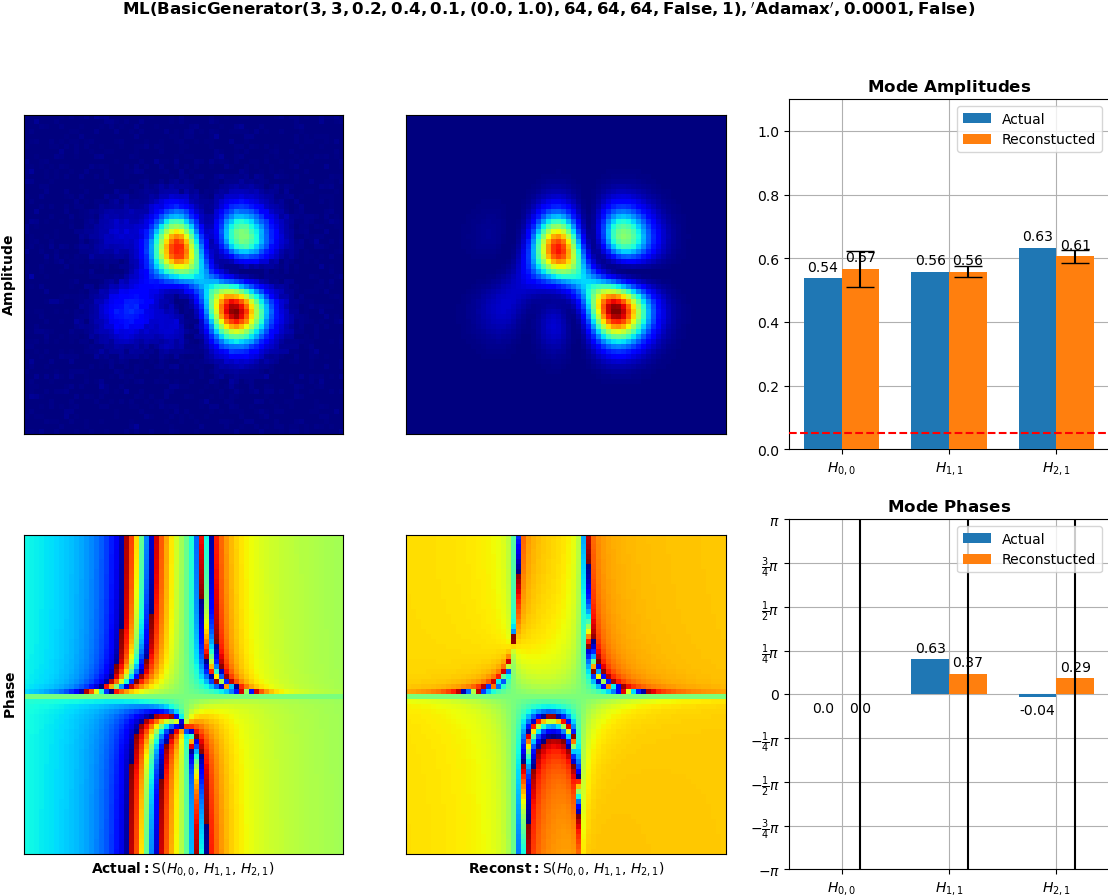 ML(BasicGenerator(3, 3, 0.2, 0.4, 0.1, (0.0, 1.0), 64, 64, 64, False, 1), ′Adamax′, 0.0001, False)
Amplitude
Mode Amplitudes
Actual
Reconstucted
1.0
0.8
0.6
0.4
0.2
0.0
0.54
0.57
0.56
0.56
0.63
0.61
H0,0
H1,1
H2,1
Phase
Actual: S(H0,0, H1,1, H2,1)
Reconst: S(H0,0, H1,1, H2,1)
Mode Phases
Actual
Reconstucted
π
3/4π
1/2π
1/4π
0
−1/4π
−1/2π
−3/4π
−π
0.0
0.0
0.63
0.37
-0.04
0.29
H0,0
H1,1
H2,1